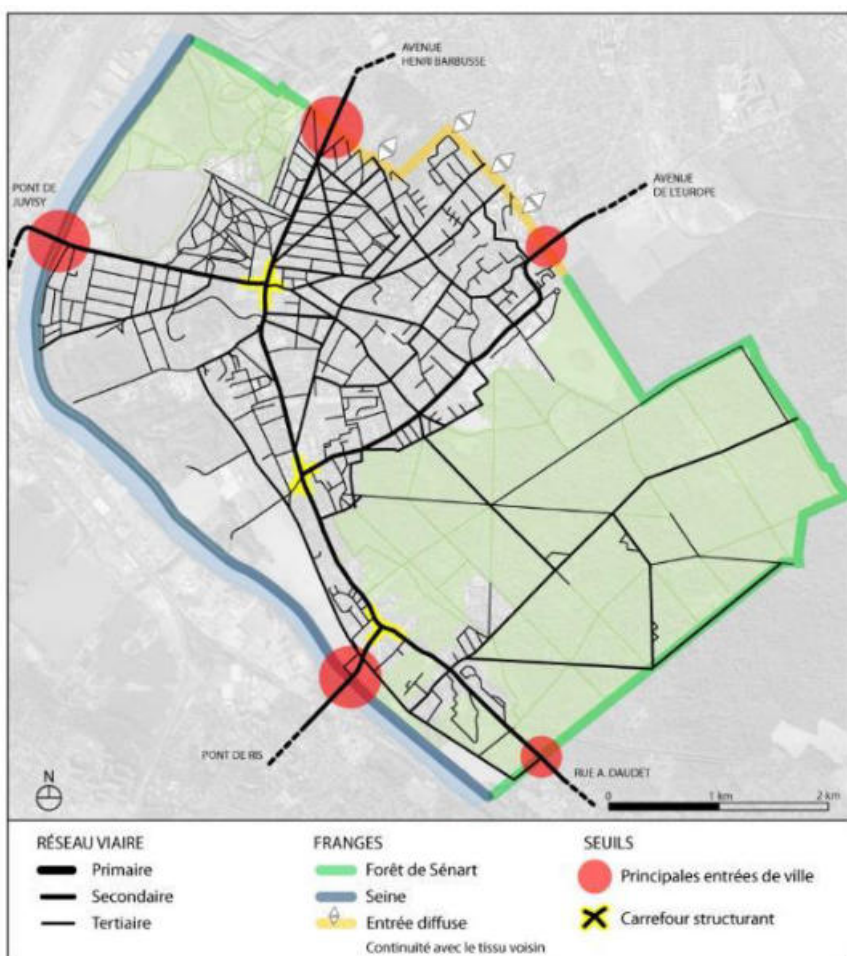 AVENUE
HENRI BARBUSSE
AVENUE
DE L'EUROPE
PONT DE
JUVISY
PONT DE RIS
RUE A. DAUDET
N
0 1 km 2 km
RÉSEAU VIAIRE
Primaire
Secondaire
Tertiaire
FRANGES
Forêt de Sénart
Seine
Entrée diffuse
Continuité avec le tissu voisin
SEUILS
Principales entrées de ville
Carrefour structurant